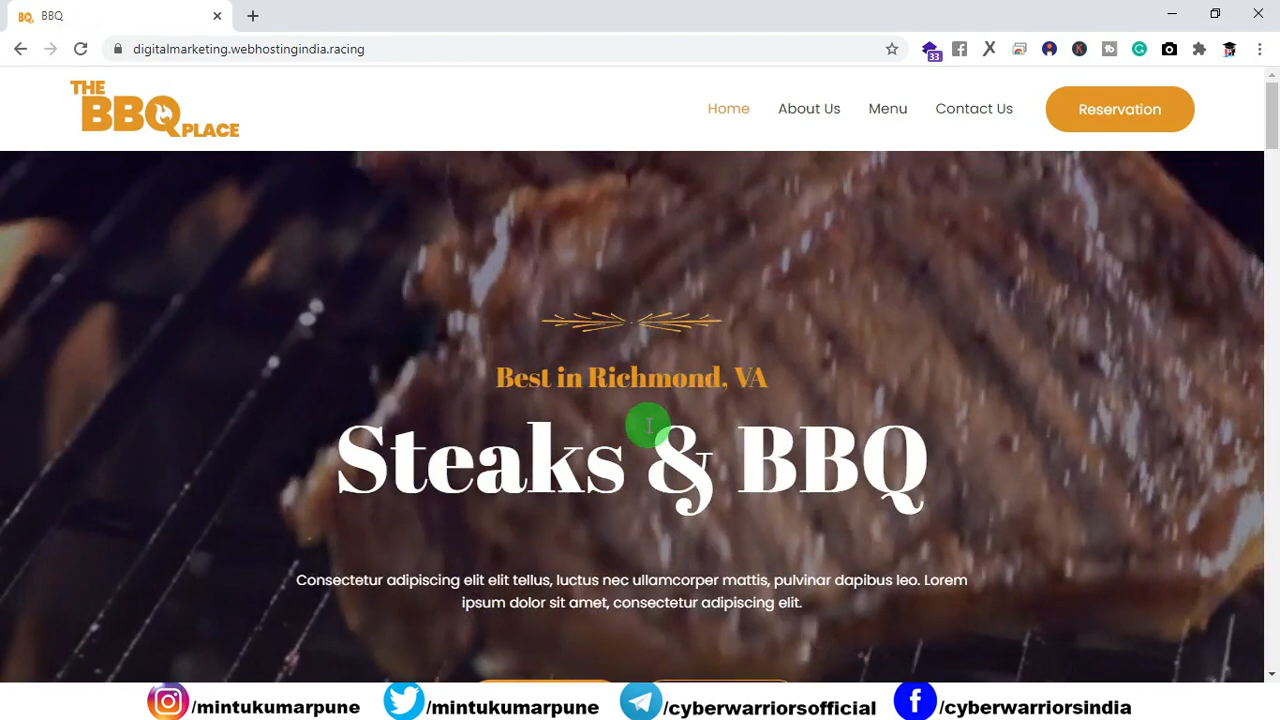 BQ BBQ
digitalmarketing.webhostingindia.racing
33
THE
BBQ
PLACE
Home About Us Menu Contact Us Reservation
Best in Richmond, VA
Steaks & BBQ
Consectetur adipiscing elit elit tellus, luctus nec ullamcorper mattis, pulvinar dapibus leo. Lorem
ipsum dolor sit amet, consectetur adipiscing elit.
/mintukumarpune /mintukumarpune /cyberwarriorsofficial /cyberwarriorsindia